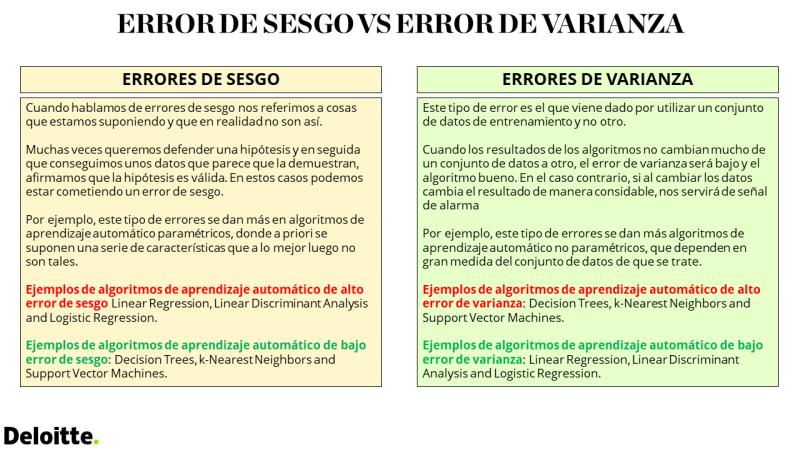 ERROR DE SESGO VS ERROR DE VARIANZA
ERRORES DE SESGO
Cuando hablamos de errores de sesgo nos referimos a cosas
que estamos suponiendo y que en realidad no son así.
Muchas veces queremos defender una hipótesis y en seguida
que conseguimos unos datos que parece que la demuestran,
afirmamos que la hipótesis es válida. En estos casos podemos
estar cometiendo un error de sesgo.
Por ejemplo, este tipo de errores se dan más en algoritmos de
aprendizaje automático paramétricos, donde a priori se
suponen una serie de características que a lo mejor luego no
son tales.
Ejemplos de algoritmos de aprendizaje automático de alto
error de sesgo Linear Regression, Linear Discriminant Analysis
and Logistic Regression.
Ejemplos de algoritmos de aprendizaje automático de bajo
error de sesgo: Decision Trees, k-Nearest Neighbors and
Support Vector Machines.
ERRORES DE VARIANZA
Este tipo de error es el que viene dado por utilizar un conjunto
de datos de entrenamiento y no otro.
Cuando los resultados de los algoritmos no cambian mucho de
un conjunto de datos a otro, el error de varianza será bajo y el
algoritmo bueno. En el caso contrario, si al cambiar los datos
cambia el resultado de manera considable, nos servirá de señal
de alarma
Por ejemplo, este tipo de errores se dan más algoritmos de
aprendizaje automático no paramétricos, que dependen en
gran medida del conjunto de datos de que se trate.
Ejemplos de algoritmos de aprendizaje automático de alto
error de varianza: Decision Trees, k-Nearest Neighbors and
Support Vector Machines.
Ejemplos de algoritmos de aprendizaje automático de bajo
error de varianza: Linear Regression, Linear Discriminant
Analysis and Logistic Regression.
Deloitte.